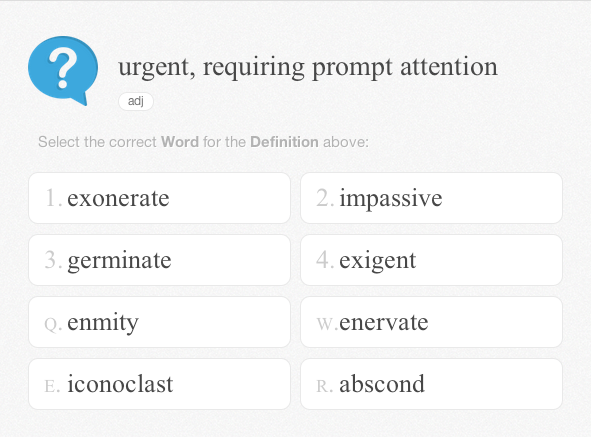 ?
urgent, requiring prompt attention
adj
Select the correct Word for the Definition above:
1. exonerate
2. impassive
3. germinate
4. exigent
Q. enmity
W. enervate
E. iconoclast
R. abscond